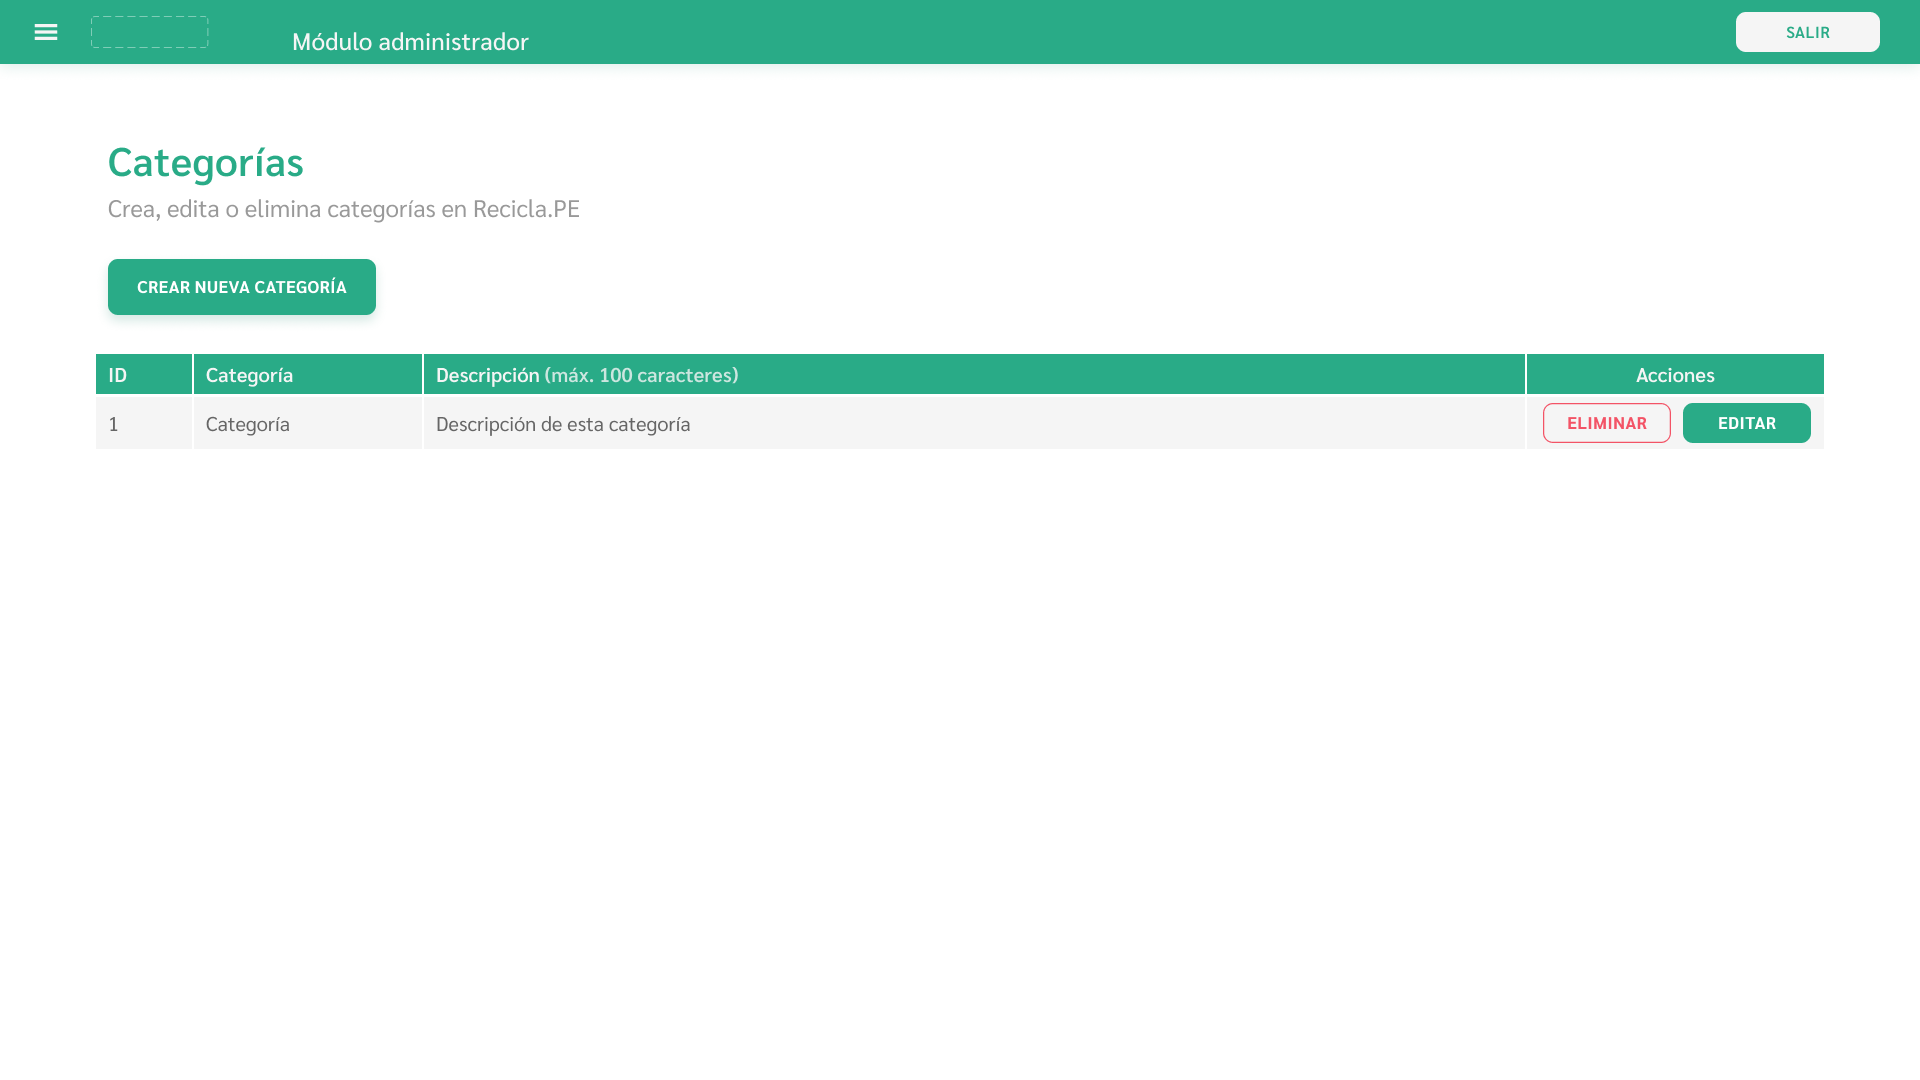 Módulo administrador
SALIR
Categorías
Crea, edita o elimina categorías en Recicla.PE
CREAR NUEVA CATEGORÍA
ID Categoría Descripción (máx. 100 caracteres) Acciones
1 Categoría Descripción de esta categoría ELIMINAR EDITAR